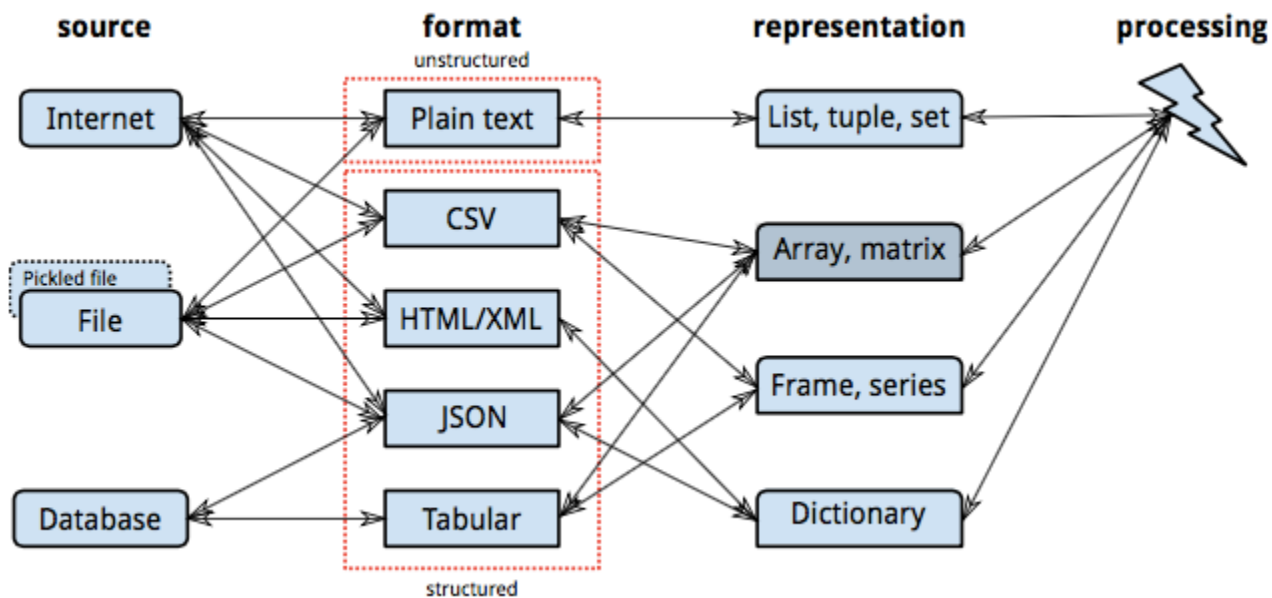 source
format
representation
processing
unstructured
Internet
Plain text
List, tuple, set
CSV
Array, matrix
Pickled file
File
HTML/XML
Frame, series
JSON
Database
Tabular
Dictionary
structured